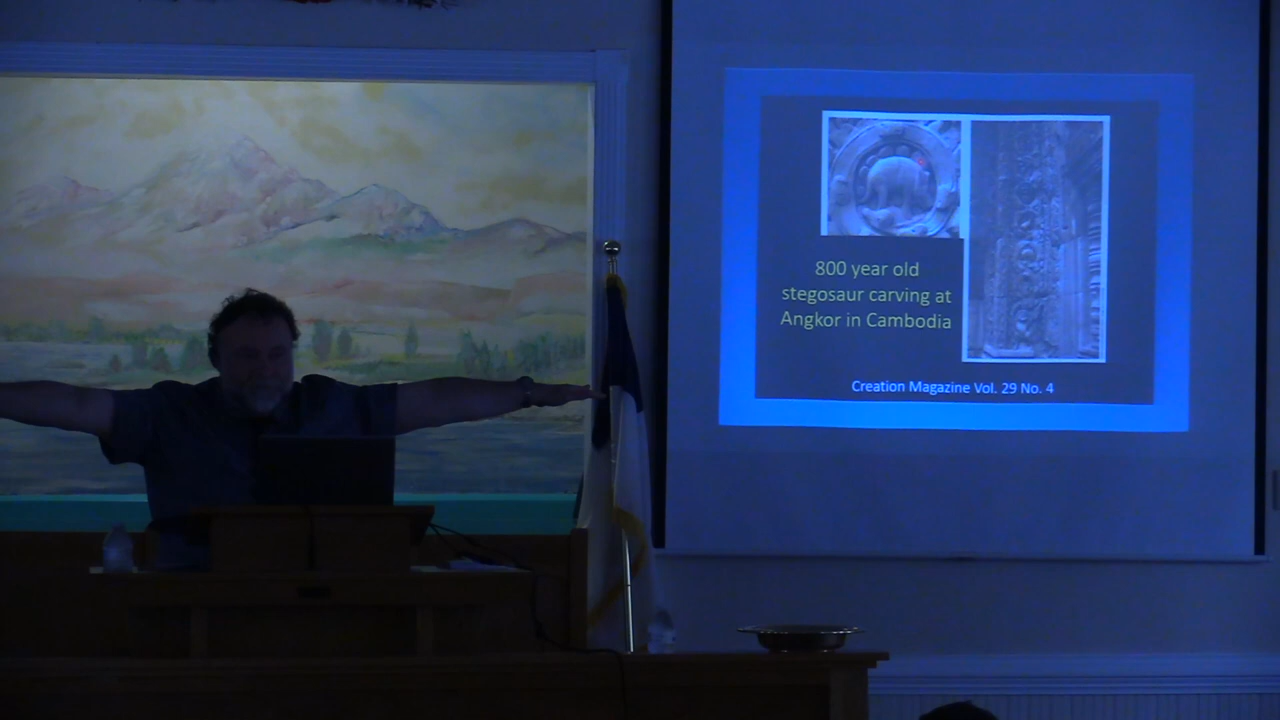 800 year old
stegosaur carving at
Angkor in Cambodia
Creation Magazine Vol. 29 No. 4